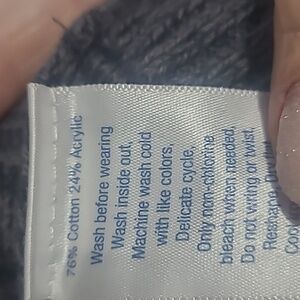 76% Cotton 24% Acrylic
Wash before wearing
Wash inside out,
Machine wash cold
with like colors,
Delicate cycle,
Only non-chlorine
bleach when needed,
Do not wring or twist,
Reshape